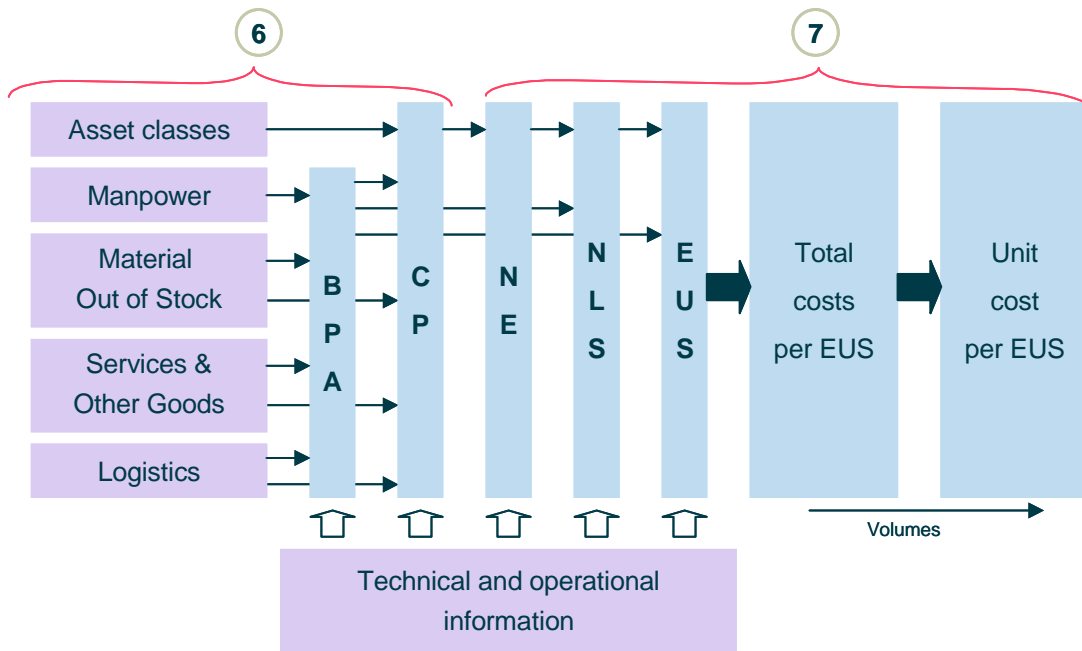 6
7
Asset classes
Manpower
Material
Out of Stock
Services &
Other Goods
Logistics
B
P
A
C
P
N
E
N
L
S
E
U
S
Total
costs
per EUS
Unit
cost
per EUS
Volumes
Technical and operational
information